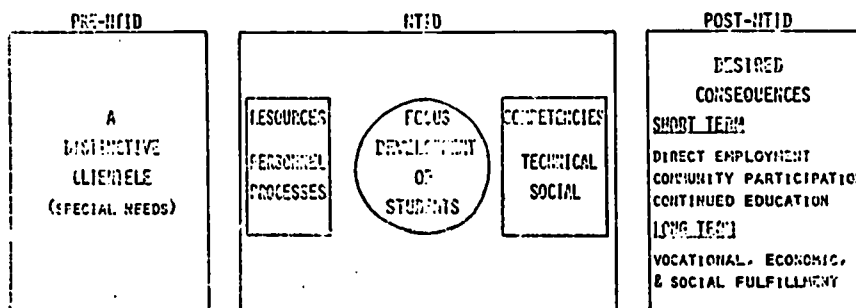 PRE-NTID
A
DISTINCTIVE
CLIENTELE
(SPECIAL NEEDS)
NTID
RESOURCES
PERSONNEL
PROCESSES
FOCUS
DEVELOPMENT
OF
STUDENTS
COMPETENCIES
TECHNICAL
SOCIAL
POST-NTID
DESIRED
CONSEQUENCES
SHORT TERM
DIRECT EMPLOYMENT
COMMUNITY PARTICIPATION
CONTINUED EDUCATION
LONG TERM
VOCATIONAL, ECONOMIC,
& SOCIAL FULFILLMENT